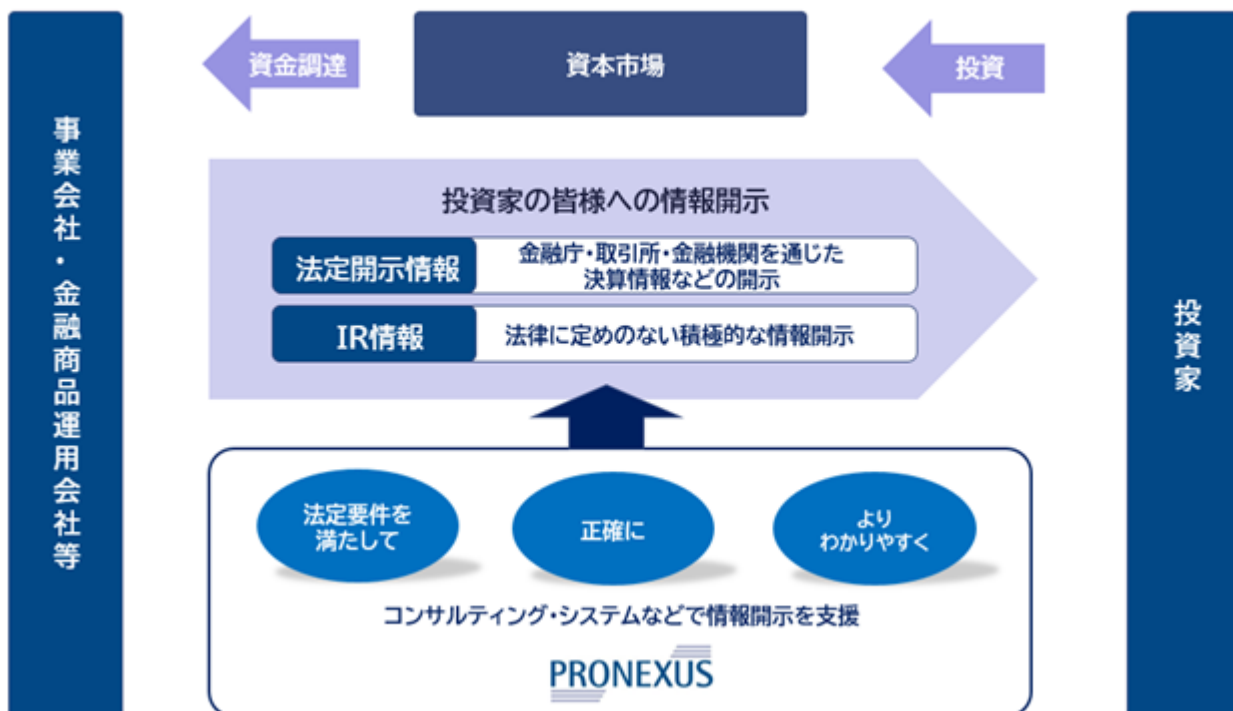 資金調達
資本市場
投資
事業会社・金融商品運用会社等
投資家の皆様への情報開示
法定開示情報
金融庁・取引所・金融機関を通じた
決算情報などの開示
IR情報
法律に定めのない積極的な情報開示
投資家
法定要件を
満たして
正確に
より
わかりやすく
コンサルティング・システムなどで情報開示を支援
PRONEXUS